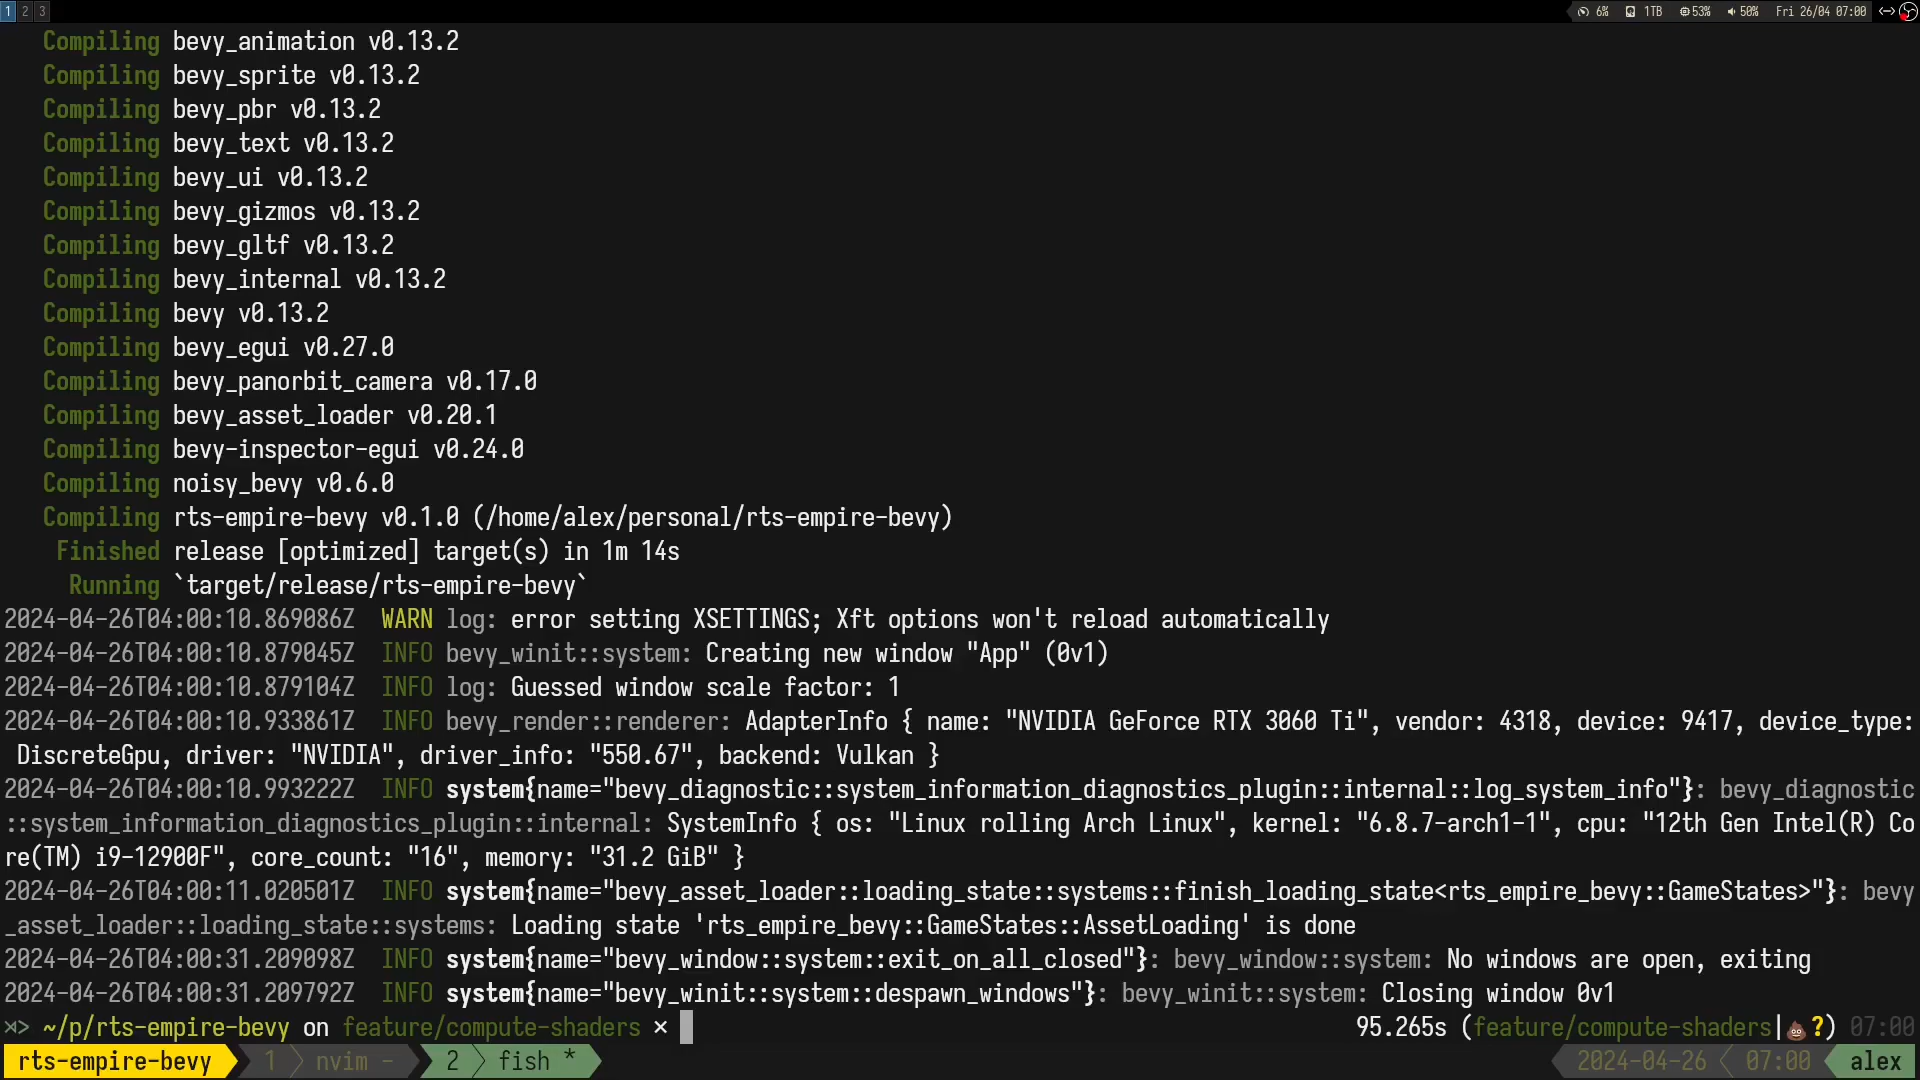 1 2 3 6% 1TB 53% 50% Fri 26/04 07:00
Compiling bevy_animation v0.13.2
Compiling bevy_sprite v0.13.2
Compiling bevy_pbr v0.13.2
Compiling bevy_text v0.13.2
Compiling bevy_ui v0.13.2
Compiling bevy_gizmos v0.13.2
Compiling bevy_gltf v0.13.2
Compiling bevy_internal v0.13.2
Compiling bevy v0.13.2
Compiling bevy_egui v0.27.0
Compiling bevy_panorbit_camera v0.17.0
Compiling bevy_asset_loader v0.20.1
Compiling bevy-inspector-egui v0.24.0
Compiling noisy_bevy v0.6.0
Compiling rts-empire-bevy v0.1.0 (/home/alex/personal/rts-empire-bevy)
Finished release [optimized] target(s) in 1m 14s
Running `target/release/rts-empire-bevy`
2024-04-26T04:00:10.869086Z  WARN log: error setting XSETTINGS; Xft options won't reload automatically
2024-04-26T04:00:10.879045Z  INFO bevy_winit::system: Creating new window "App" (0v1)
2024-04-26T04:00:10.879104Z  INFO log: Guessed window scale factor: 1
2024-04-26T04:00:10.933861Z  INFO bevy_render::renderer: AdapterInfo { name: "NVIDIA GeForce RTX 3060 Ti", vendor: 4318, device: 9417, device_type:
DiscreteGpu, driver: "NVIDIA", driver_info: "550.67", backend: Vulkan }
2024-04-26T04:00:10.993222Z  INFO system{name="bevy_diagnostic::system_information_diagnostics_plugin::internal::log_system_info"}: bevy_diagnostic
::system_information_diagnostics_plugin::internal: SystemInfo { os: "Linux rolling Arch Linux", kernel: "6.8.7-arch1-1", cpu: "12th Gen Intel(R) Co
re(TM) i9-12900F", core_count: "16", memory: "31.2 GiB" }
2024-04-26T04:00:11.020501Z  INFO system{name="bevy_asset_loader::loading_state::systems::finish_loading_state<rts_empire_bevy::GameStates>"}: bevy
_asset_loader::loading_state::systems: Loading state 'rts_empire_bevy::GameStates::AssetLoading' is done
2024-04-26T04:00:31.209098Z  INFO system{name="bevy_window::system::exit_on_all_closed"}: bevy_window::system: No windows are open, exiting
2024-04-26T04:00:31.209792Z  INFO system{name="bevy_winit::system::despawn_windows"}: bevy_winit::system: Closing window 0v1
⋊> ~/p/rts-empire-bevy on feature/compute-shaders × 95.265s (feature/compute-shaders|💩?) 07:00
rts-empire-bevy 1 nvim - 2 fish * 2024-04-26 07:00 alex